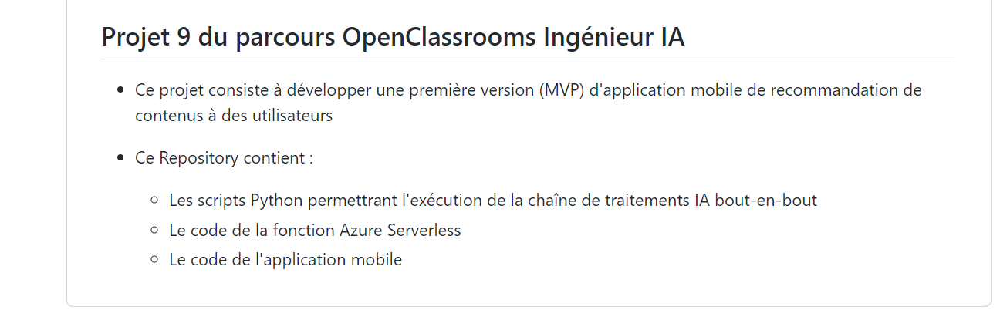 Projet 9 du parcours OpenClassrooms Ingénieur IA
Ce projet consiste à développer une première version (MVP) d'application mobile de recommandation de
contenus à des utilisateurs
Ce Repository contient :
Les scripts Python permettrant l'exécution de la chaîne de traitements IA bout-en-bout
Le code de la fonction Azure Serverless
Le code de l'application mobile